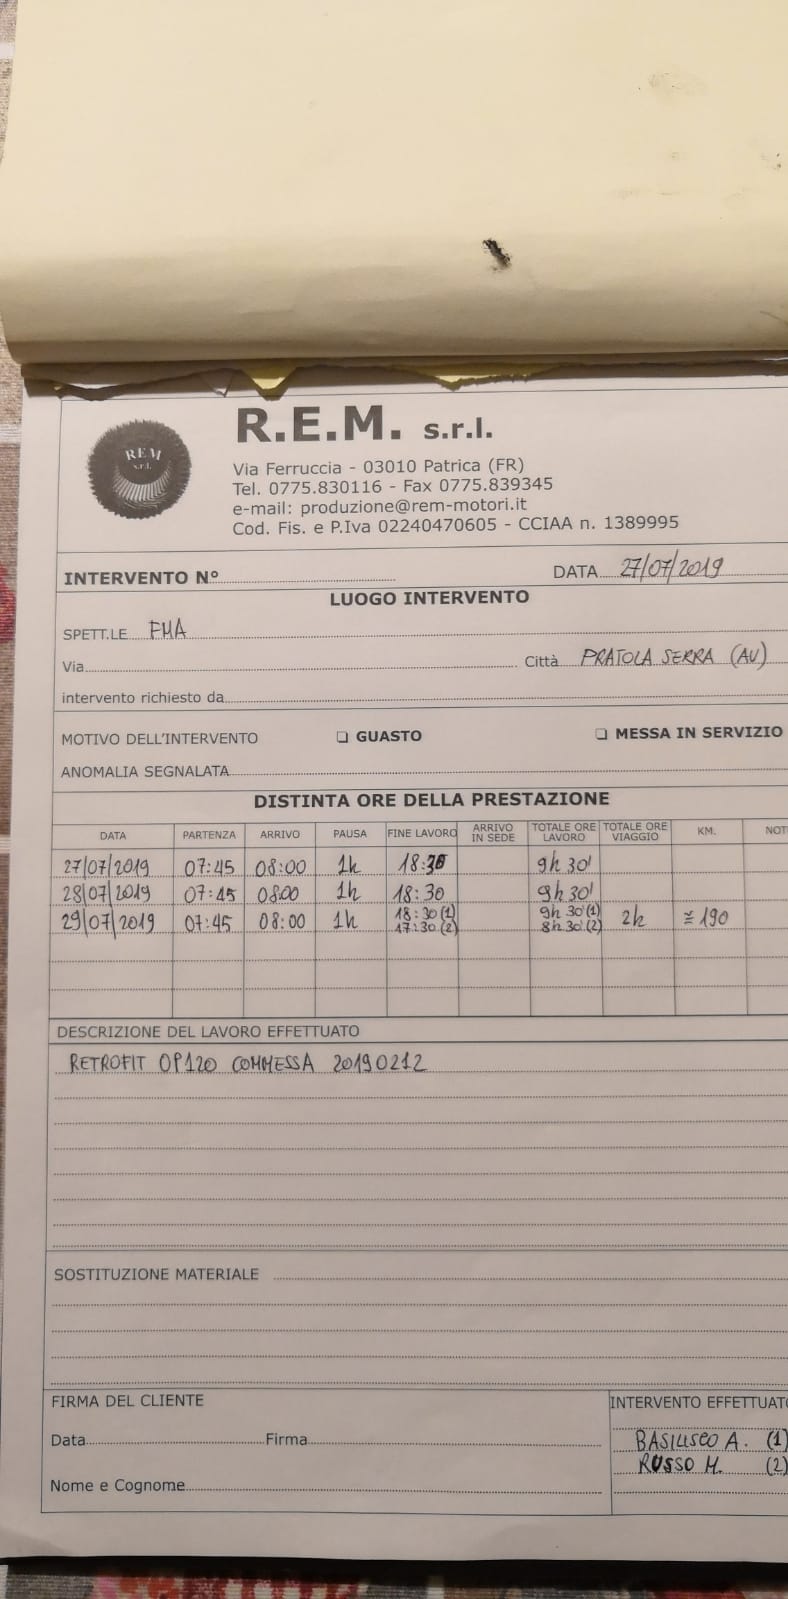 REM
s.r.l.
R.E.M. s.r.l.
Via Ferruccia - 03010 Patrica (FR)
Tel. 0775.830116 - Fax 0775.839345
e-mail: produzione@rem-motori.it
Cod. Fis. e P.Iva 02240470605 - CCIAA n. 1389995
INTERVENTO N° DATA 27/07/2019
LUOGO INTERVENTO
SPETT.LE FMA
Via Città PRATOLA SERRA (AV)
intervento richiesto da
MOTIVO DELL'INTERVENTO ❏ GUASTO ❏ MESSA IN SERVIZIO
ANOMALIA SEGNALATA
DISTINTA ORE DELLA PRESTAZIONE
DATA PARTENZA ARRIVO PAUSA FINE LAVORO ARRIVO IN SEDE TOTALE ORE LAVORO TOTALE ORE VIAGGIO KM. NOT
27/07/2019 07:45 08:00 1h 18:30 9h 30'
28/07/2019 07:45 0800 1h 18:30 9h 30'
29/07/2019 07:45 08:00 1h 18:30 (1) 9h 30'(1) 2h ≅ 190
17:30 (2) 8h 30'(2)
DESCRIZIONE DEL LAVORO EFFETTUATO
RETROFIT OP120 COMMESSA 20190212
SOSTITUZIONE MATERIALE
FIRMA DEL CLIENTE INTERVENTO EFFETTUAT
Data Firma BASILISCO A. (1)
RUSSO M. (2)
Nome e Cognome